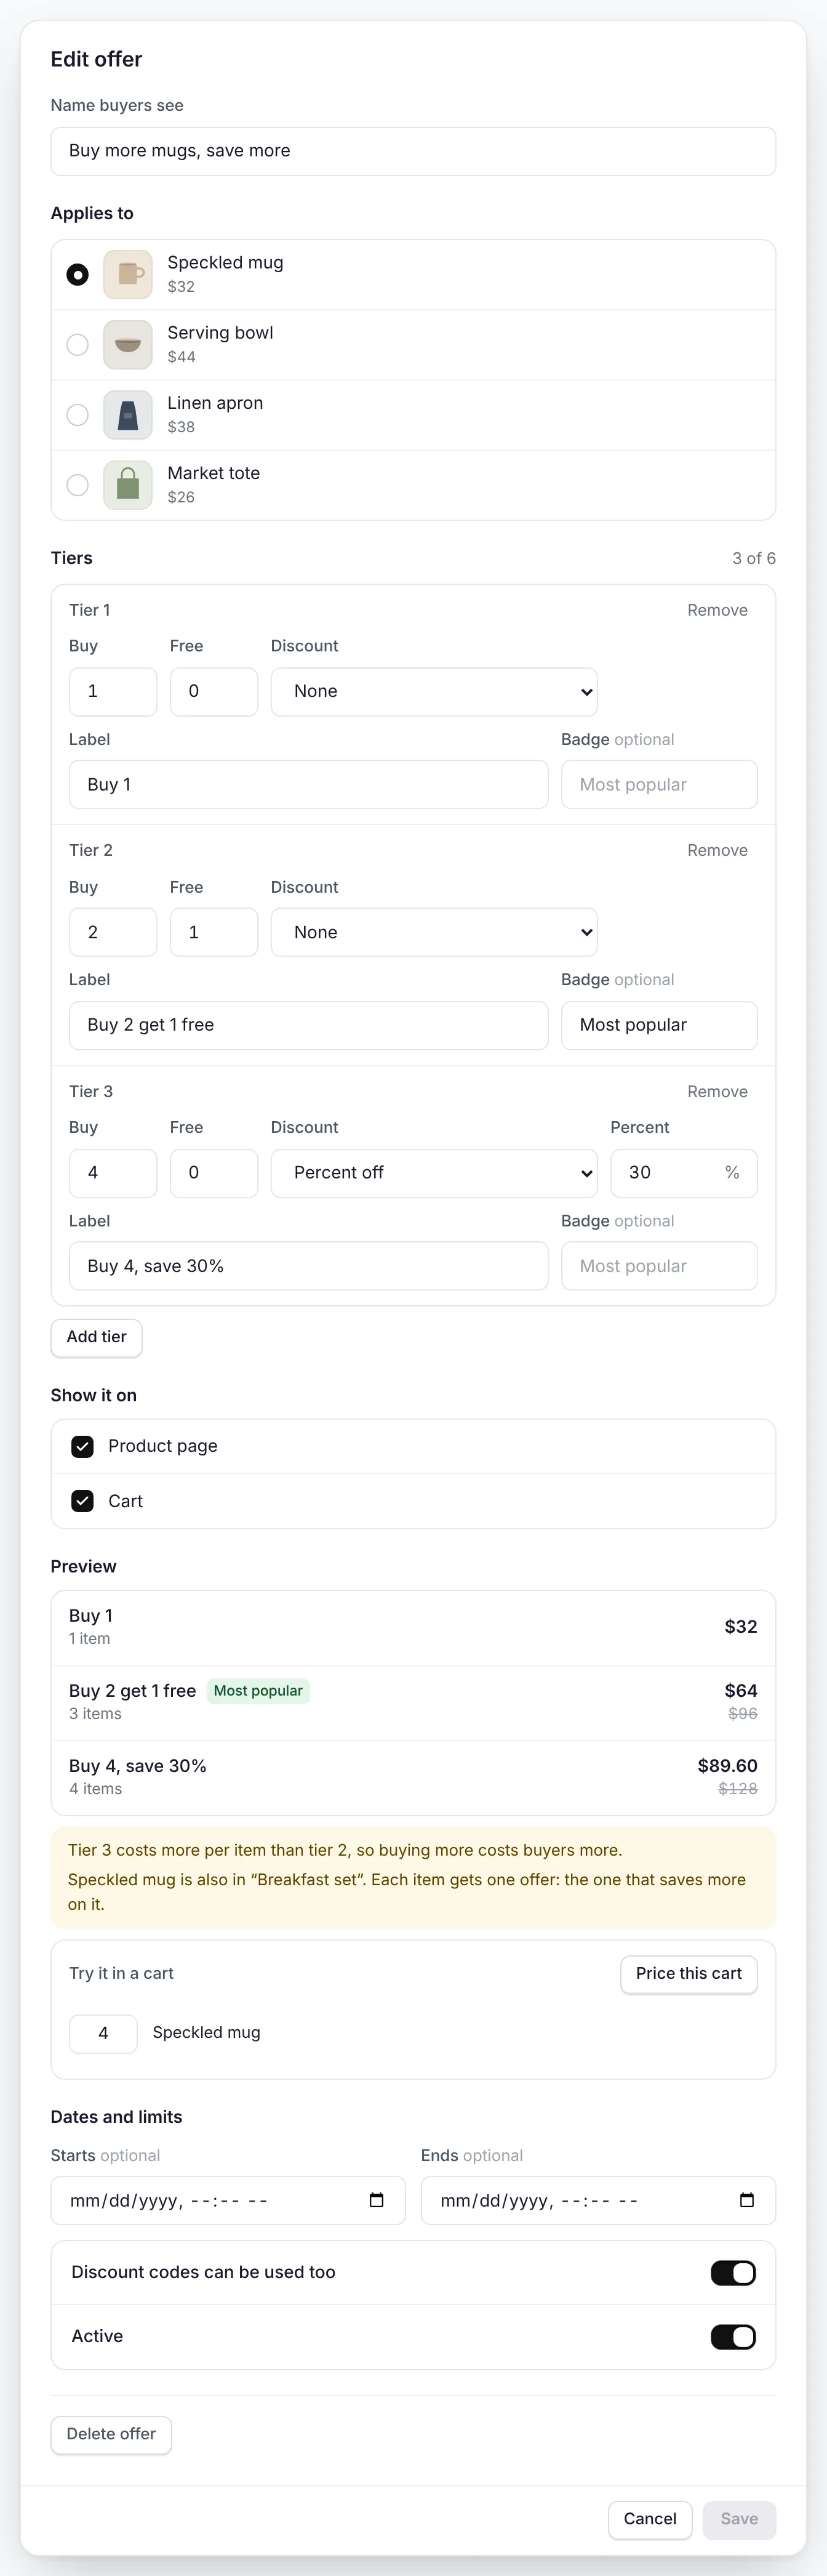 Edit offer
Name buyers see
Buy more mugs, save more
Applies to
Speckled mug
$32
Serving bowl
$44
Linen apron
$38
Market tote
$26
Tiers 3 of 6
Tier 1 Remove
Buy Free Discount
1 0 None
Label Badge optional
Buy 1 Most popular
Tier 2 Remove
Buy Free Discount
2 1 None
Label Badge optional
Buy 2 get 1 free Most popular
Tier 3 Remove
Buy Free Discount Percent
4 0 Percent off 30 %
Label Badge optional
Buy 4, save 30% Most popular
Add tier
Show it on
Product page
Cart
Preview
Buy 1
1 item
$32
Buy 2 get 1 free Most popular $64
3 items $96
Buy 4, save 30% $89.60
4 items $128
Tier 3 costs more per item than tier 2, so buying more costs buyers more.
Speckled mug is also in “Breakfast set”. Each item gets one offer: the one that saves more
on it.
Try it in a cart Price this cart
4 Speckled mug
Dates and limits
Starts optional Ends optional
mm/dd/yyyy, --:-- -- mm/dd/yyyy, --:-- --
Discount codes can be used too
Active
Delete offer
Cancel Save